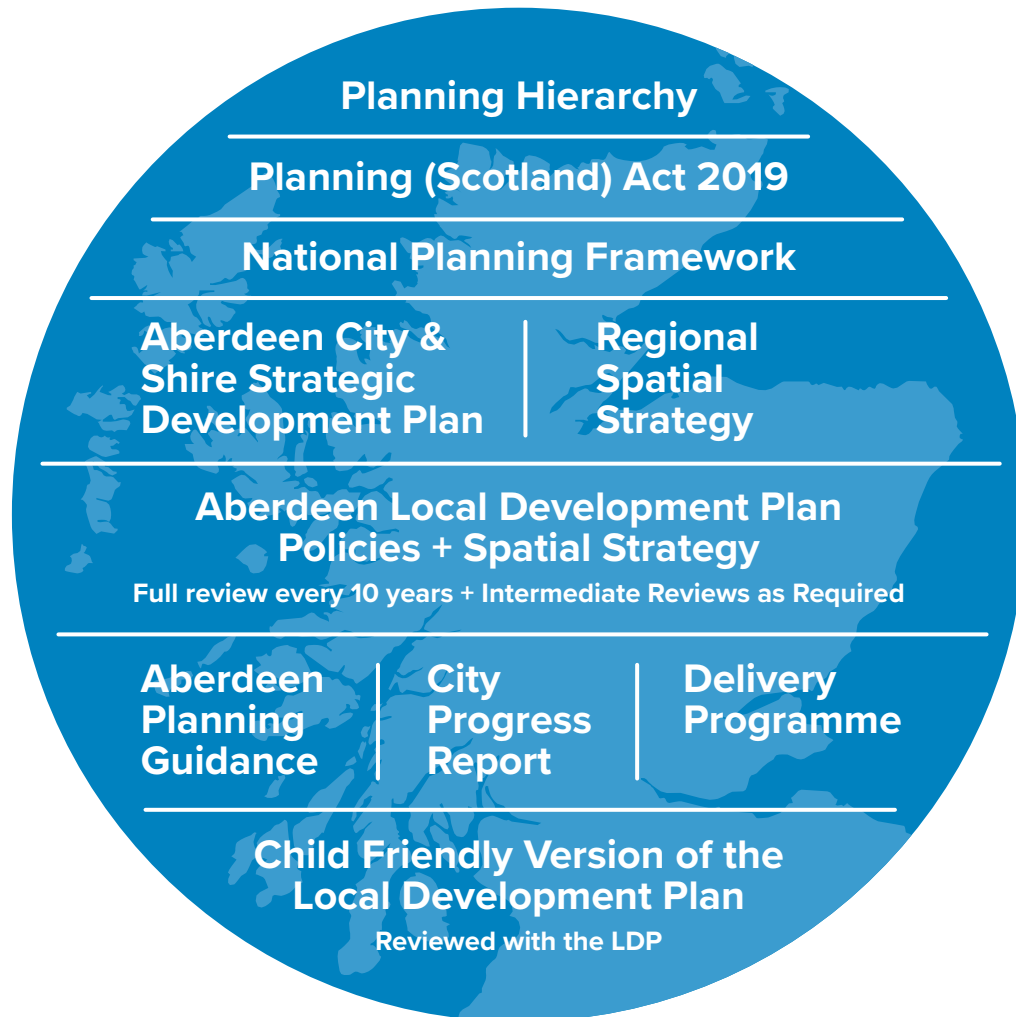 Planning Hierarchy
Planning (Scotland) Act 2019
National Planning Framework
Aberdeen City &
Shire Strategic
Development Plan
Regional
Spatial
Strategy
Aberdeen Local Development Plan
Policies + Spatial Strategy
Full review every 10 years + Intermediate Reviews as Required
Aberdeen
Planning
Guidance
City
Progress
Report
Delivery
Programme
Child Friendly Version of the
Local Development Plan
Reviewed with the LDP